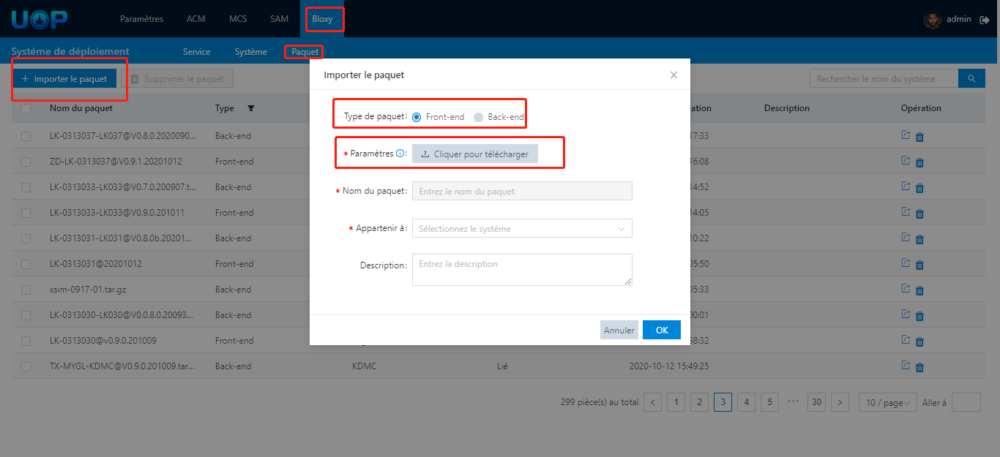 UOP Paramètres ACM MCS SAM Bloxy admin
Système de déploiement Service Système Paquet
+ Importer le paquet Supprimer le paquet Rechercher le nom du système
Importer le paquet
Nom du paquet Type Description Opération
Type de paquet: Front-end Back-end
LK-0313037-LK037@V0.8.0.2020090... Back-end 17:33
* Paramètres : Cliquer pour télécharger
ZD-LK-0313037@V0.9.1.20201012 Front-end 16:08
LK-0313033-LK033@V0.7.0.200907.t... Back-end 14:52
* Nom du paquet: Entrez le nom du paquet
LK-0313033-LK033@V0.9.0.201011 Front-end 14:05
* Appartenir à: Sélectionnez le système
LK-0313031-LK031@V0.8.0b.20201... Back-end 10:22
LK-0313031@20201012 Front-end 05:50
Description: Entrez la description
xsim-0917-01.tar.gz Back-end 05:33
LK-0313030-LK030@V0.0.8.0.20093... Back-end 00:01
Annuler OK
LK-0313030@v0.9.0.201009 Front-end 58:32
TX-MYGL-KDMC@V0.9.0.201009.tar... Back-end KDMC Lié 2020-10-12 15:49:25
299 pièce(s) au total < 1 2 3 4 5 ••• 30 > 10 / page Aller à